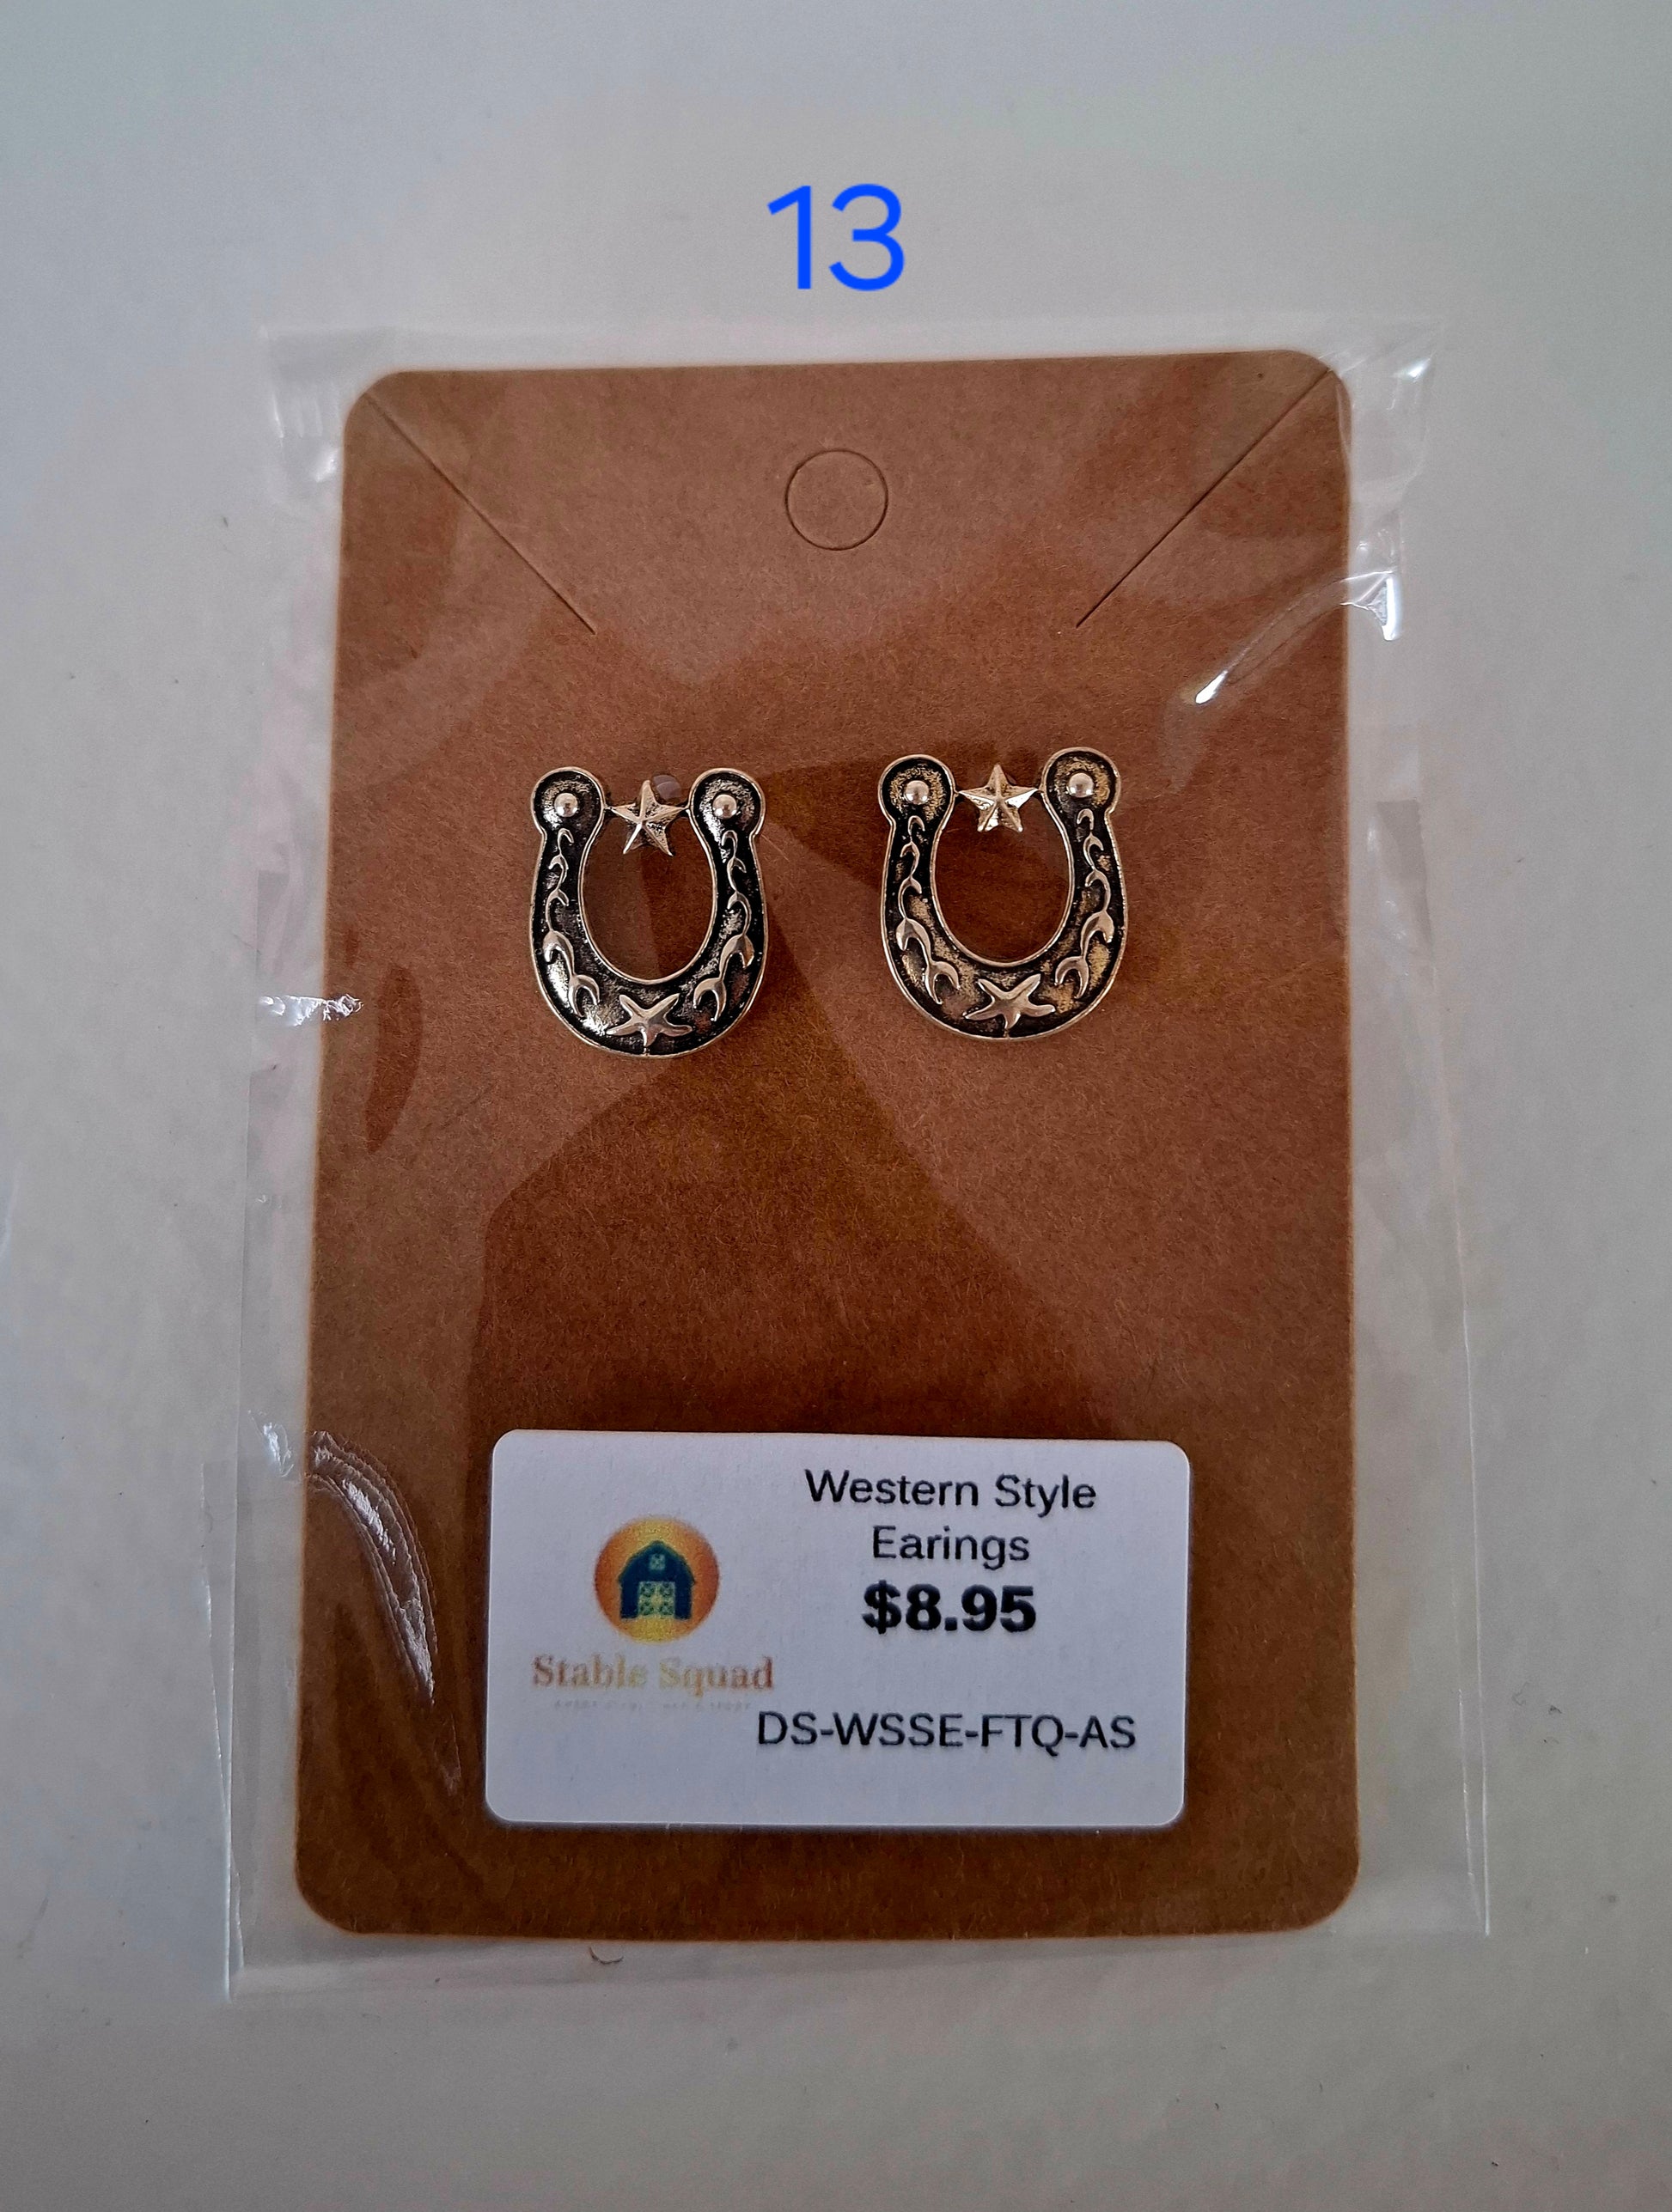 13
Western Style
Earings
$8.95
Stable Squad
DS-WSSE-FTQ-AS